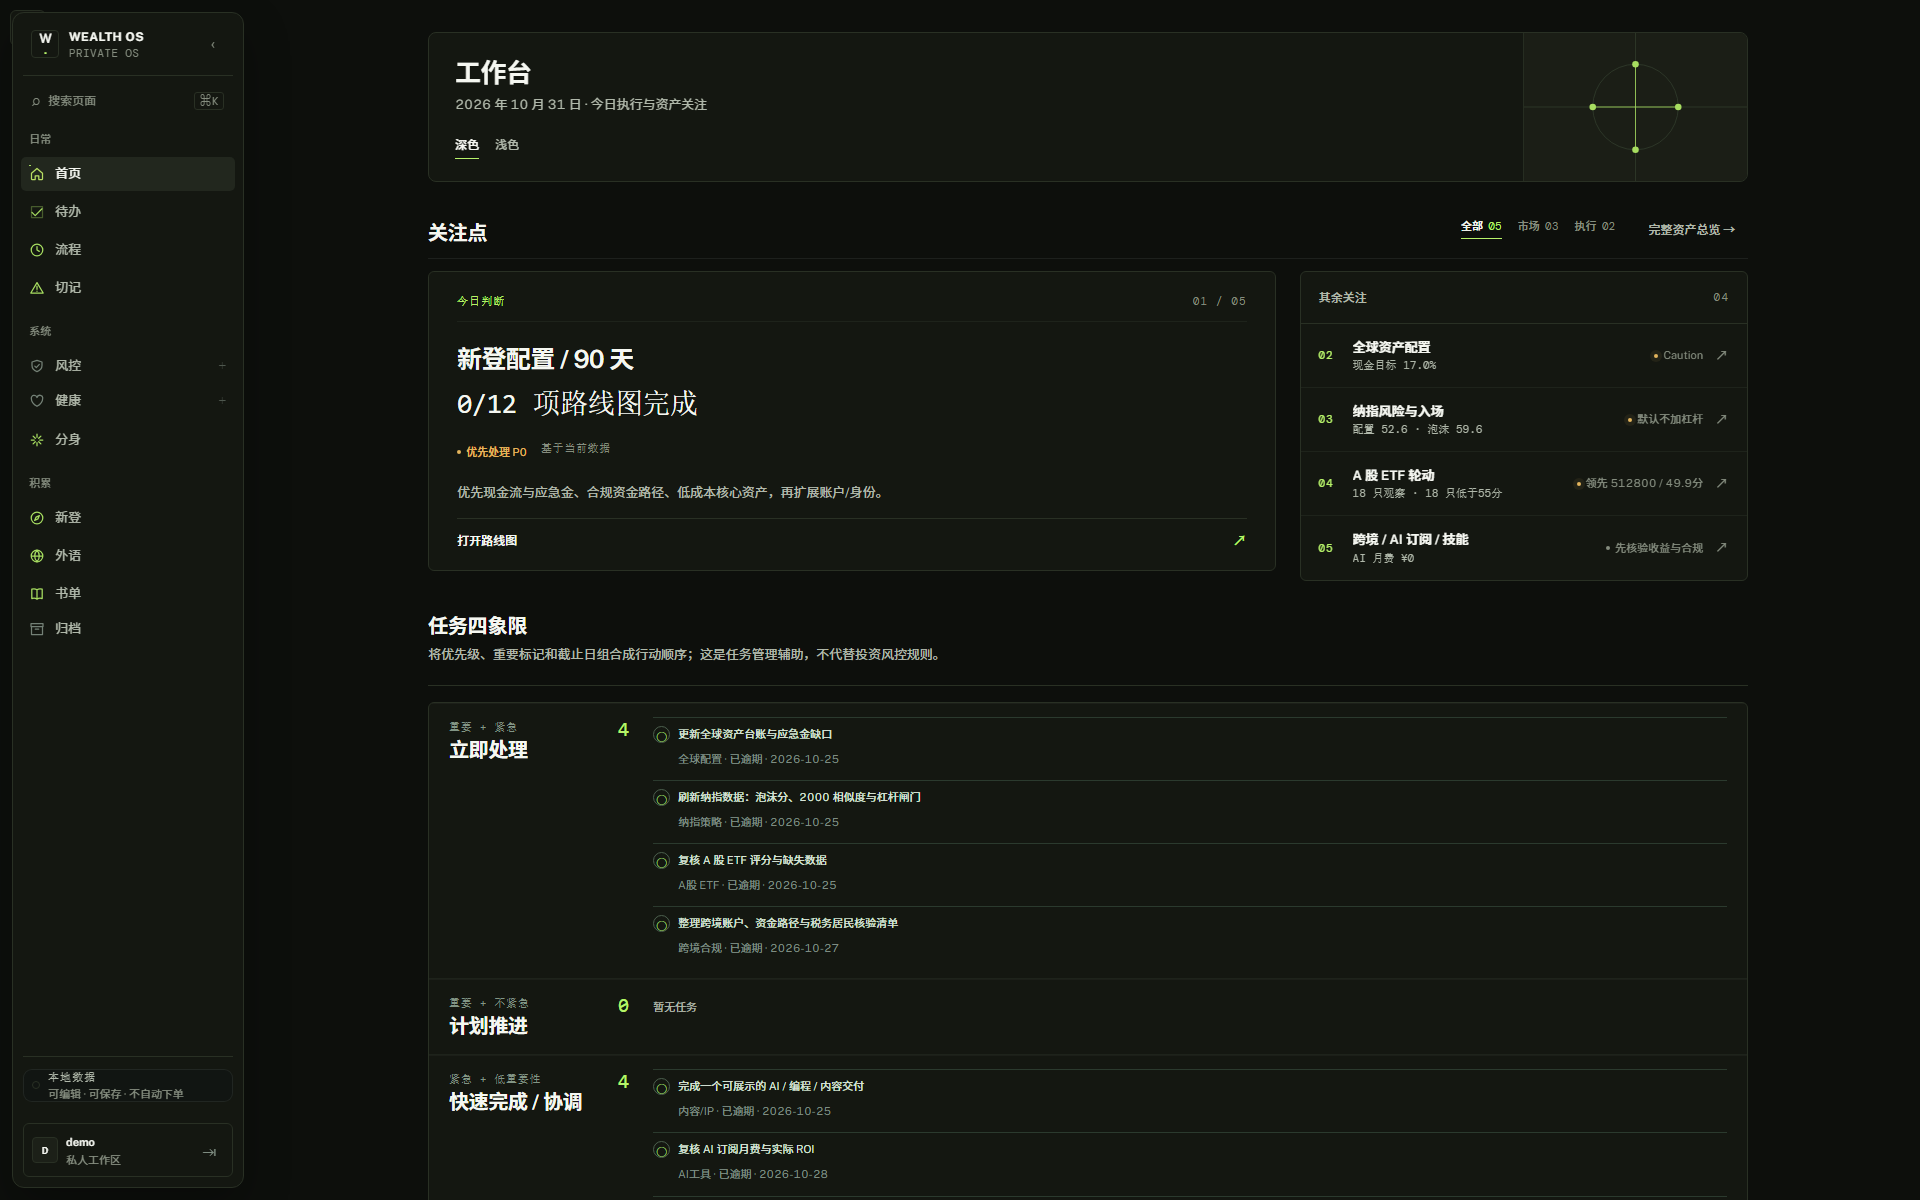 W
WEALTH OS
PRIVATE OS
搜索页面
⌘K
日常
首页
待办
流程
切记
系统
风控
健康
分身
积累
新登
外语
书单
归档
本地数据
可编辑 · 可保存 · 不自动下单
D
demo
私人工作区
工作台
2026 年 10 月 31 日 · 今日执行与资产关注
深色 浅色
关注点
全部 05 市场 03 执行 02 完整资产总览 →
今日判断 01 / 05
新登配置 / 90 天
0/12 项路线图完成
优先处理 P0 基于当前数据
优先现金流与应急金、合规资金路径、低成本核心资产，再扩展账户/身份。
打开路线图 ↗
其余关注 04
02 全球资产配置 Caution ↗
现金目标 17.0%
03 纳指风险与入场 默认不加杠杆 ↗
配置 52.6 · 泡沫 59.6
04 A 股 ETF 轮动 领先 512800 / 49.9分 ↗
18 只观察 · 18 只低于55分
05 跨境 / AI 订阅 / 技能 先核验收益与合规 ↗
AI 月费 ¥0
任务四象限
将优先级、重要标记和截止日组合成行动顺序；这是任务管理辅助，不代替投资风控规则。
重要 + 紧急
立即处理
4
更新全球资产台账与应急金缺口
全球配置 · 已逾期 · 2026-10-25
刷新纳指数据：泡沫分、2000 相似度与杠杆闸门
纳指策略 · 已逾期 · 2026-10-25
复核 A 股 ETF 评分与缺失数据
A股 ETF · 已逾期 · 2026-10-25
整理跨境账户、资金路径与税务居民核验清单
跨境合规 · 已逾期 · 2026-10-27
重要 + 不紧急
计划推进
0
暂无任务
紧急 + 低重要性
快速完成 / 协调
4
完成一个可展示的 AI / 编程 / 内容交付
内容/IP · 已逾期 · 2026-10-25
复核 AI 订阅月费与实际 ROI
AI工具 · 已逾期 · 2026-10-28